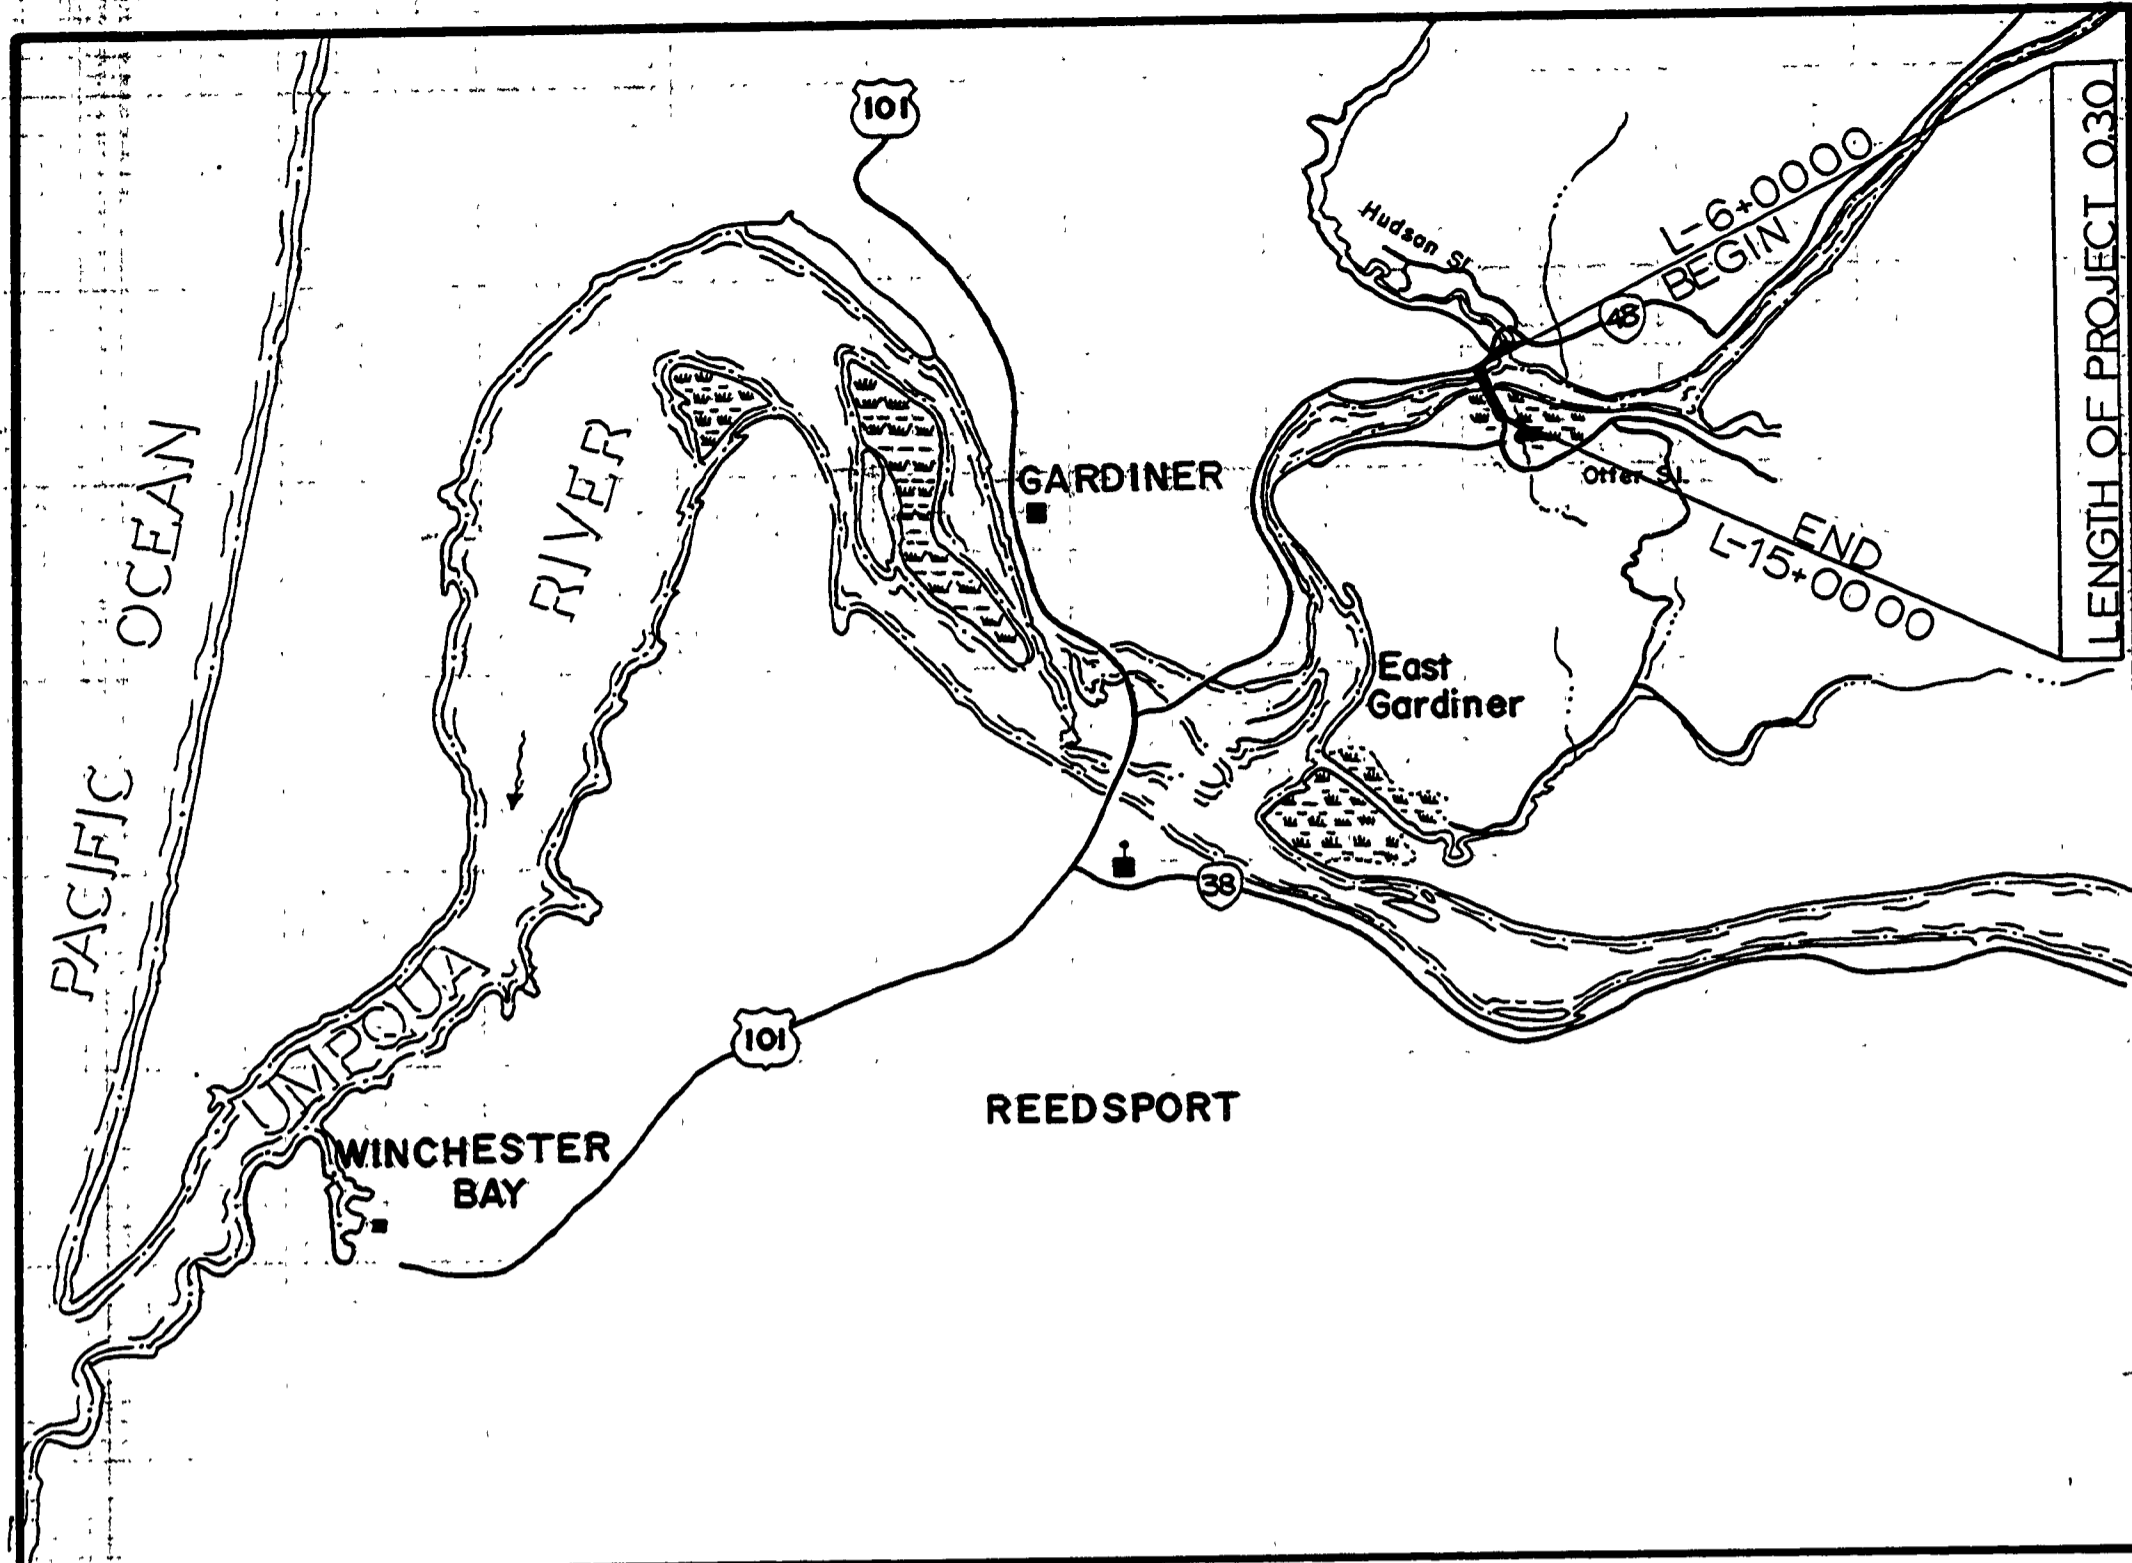 101
Hudson Sl.
L-6+00.00
BEGIN
48
LENGTH OF PROJECT 0.30
PACIFIC OCEAN
UMPQUA RIVER
GARDINER
Otter Sl.
END
L-15+00.00
East
Gardiner
38
101
REEDSPORT
WINCHESTER
BAY